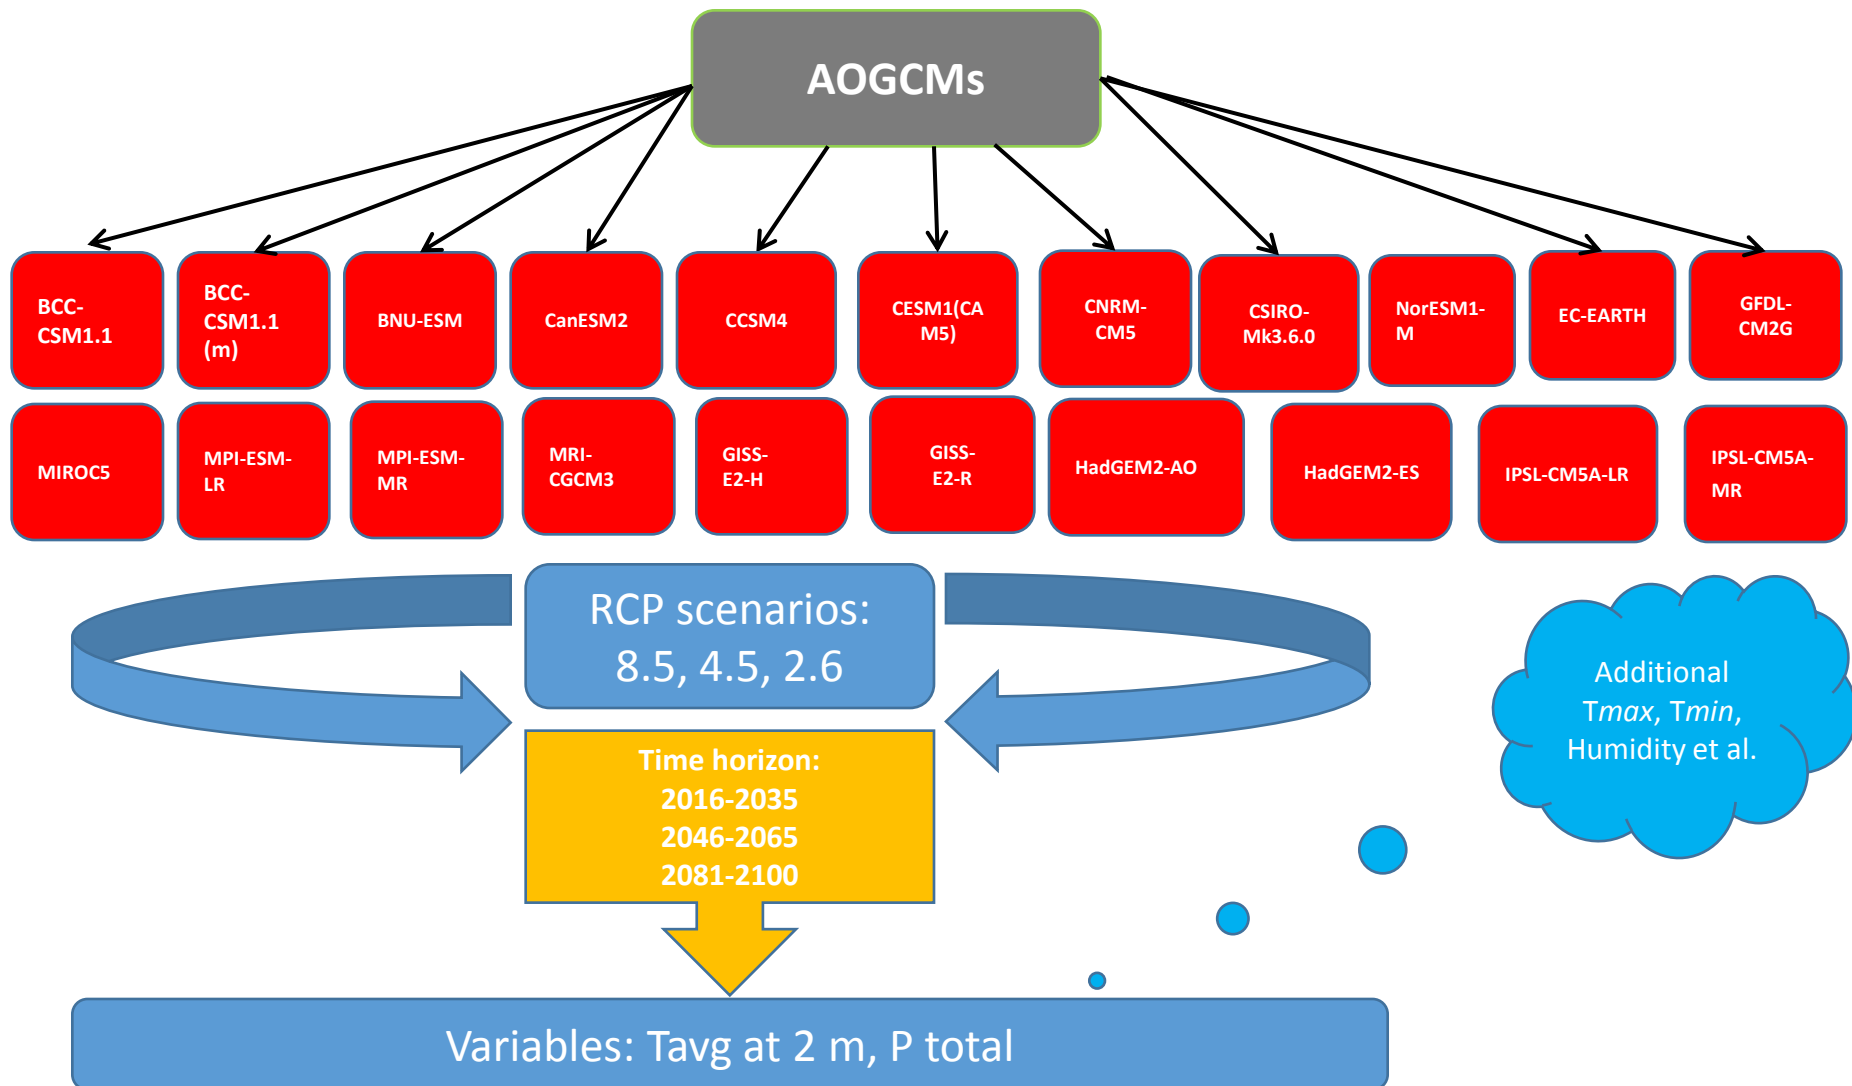 AOGCMs
BCC-
CSM1.1
BCC-
CSM1.1
(m)
BNU-ESM
CanESM2
CCSM4
CESM1(CA
M5)
CNRM-
CM5
CSIRO-
Mk3.6.0
NorESM1-
M
EC-EARTH
GFDL-
CM2G
MIROC5
MPI-ESM-
LR
MPI-ESM-
MR
MRI-
CGCM3
GISS-
E2-H
GISS-
E2-R
HadGEM2-AO
HadGEM2-ES
IPSL-CM5A-LR
IPSL-CM5A-
MR
RCP scenarios:
8.5, 4.5, 2.6
Time horizon:
2016-2035
2046-2065
2081-2100
Additional
Tmax, Tmin,
Humidity et al.
Variables: Tavg at 2 m, P total